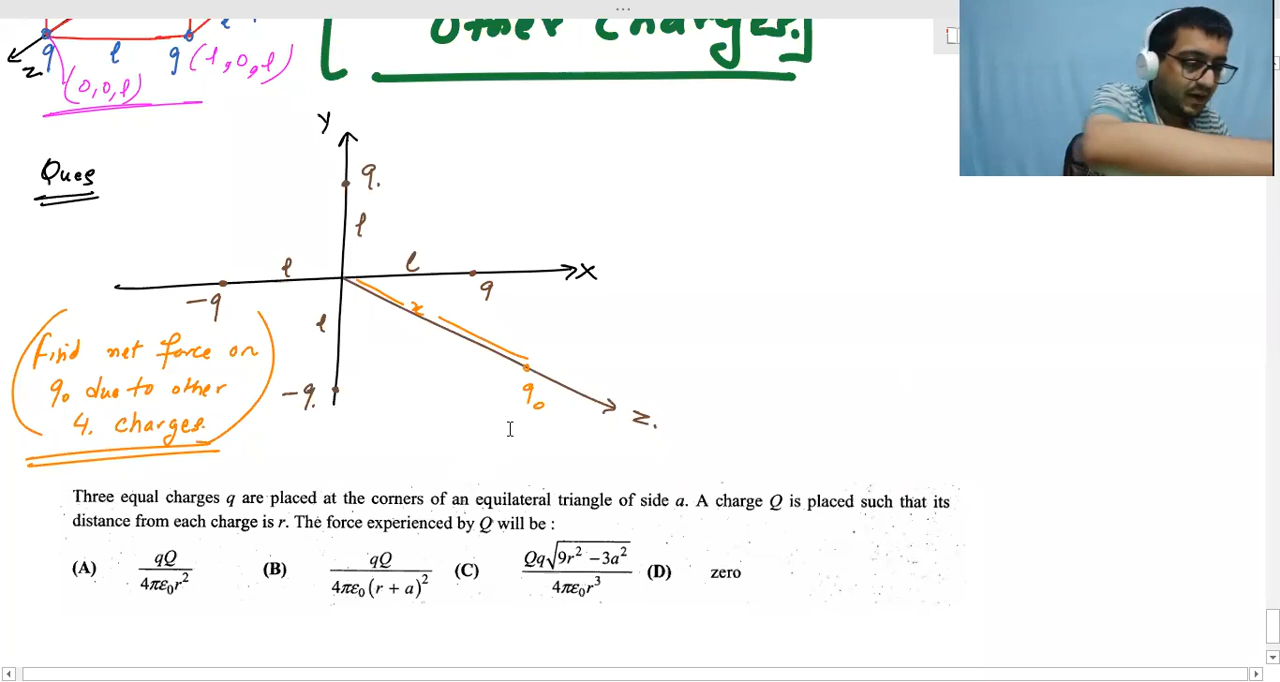 Other Charges.]
z q l q (l,0,l)
(0,0,l)
y
Ques
q.
l
l l x
-q q
l z
Find net force on
q₀ due to other
4. charges.
-q.
q₀
z.
Three equal charges q are placed at the corners of an equilateral triangle of side a. A charge Q is placed such that its
distance from each charge is r. The force experienced by Q will be :
(A) qQ/4πε₀r² (B) qQ/4πε₀(r + a)² (C) Qq√(9r² – 3a²)/4πε₀r³ (D) zero